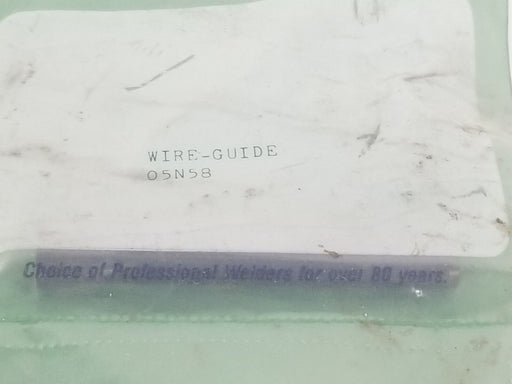 WIRE-GUIDE
05N58
Choice of Professional Welders for over 80 years.